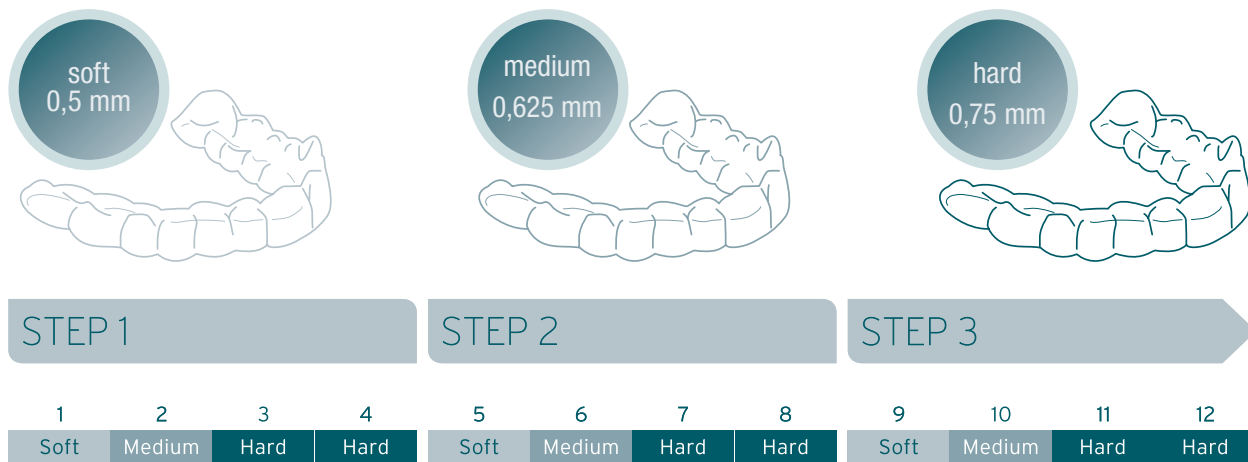 soft
0,5 mm
medium
0,625 mm
hard
0,75 mm
STEP 1
STEP 2
STEP 3
1 2 3 4 5 6 7 8 9 10 11 12
Soft Medium Hard Hard Soft Medium Hard Hard Soft Medium Hard Hard